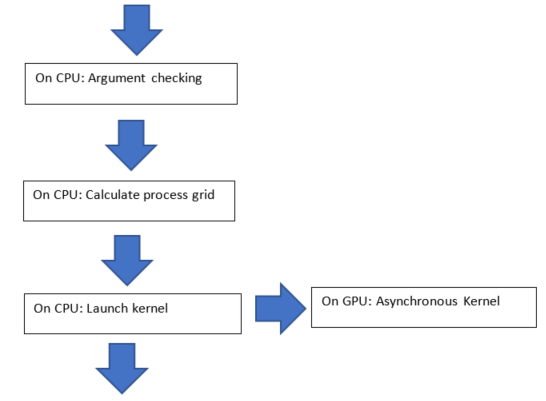 On CPU: Argument checking
On CPU: Calculate process grid
On CPU: Launch kernel
On GPU: Asynchronous Kernel